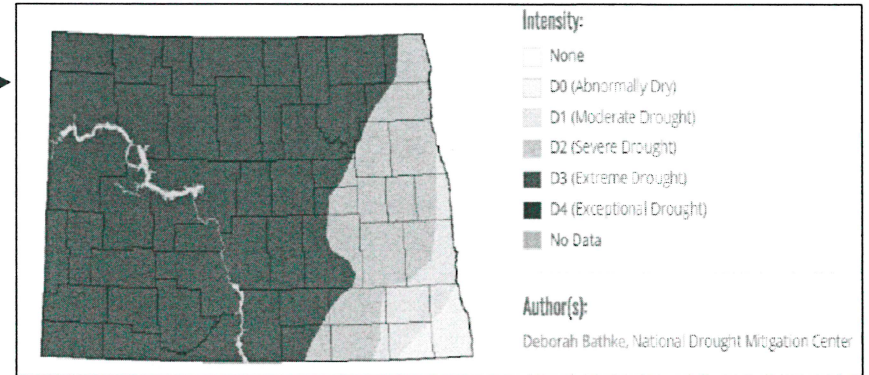 Intensity:
None
D0 (Abnormally Dry)
D1 (Moderate Drought)
D2 (Severe Drought)
D3 (Extreme Drought)
D4 (Exceptional Drought)
No Data
Author(s):
Deborah Bathke, National Drought Mitigation Center